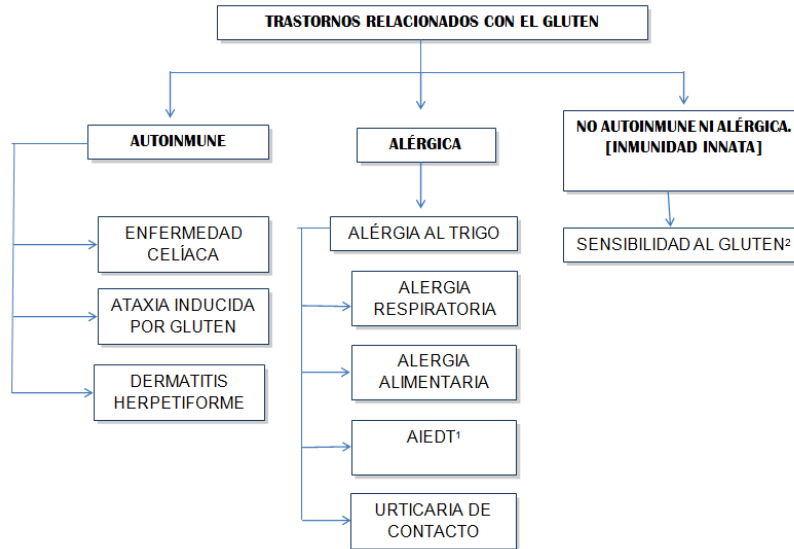 TRASTORNOS RELACIONADOS CON EL GLUTEN
AUTOINMUNE
ALÉRGICA
NO AUTOINMUNE NI ALÉRGICA.
[INMUNIDAD INNATA]
ENFERMEDAD
CELÍACA
ATAXIA INDUCIDA
POR GLUTEN
DERMATITIS
HERPETIFORME
ALÉRGIA AL TRIGO
ALERGIA
RESPIRATORIA
ALERGIA
ALIMENTARIA
AIEDT¹
URTICARIA DE
CONTACTO
SENSIBILIDAD AL GLUTEN²